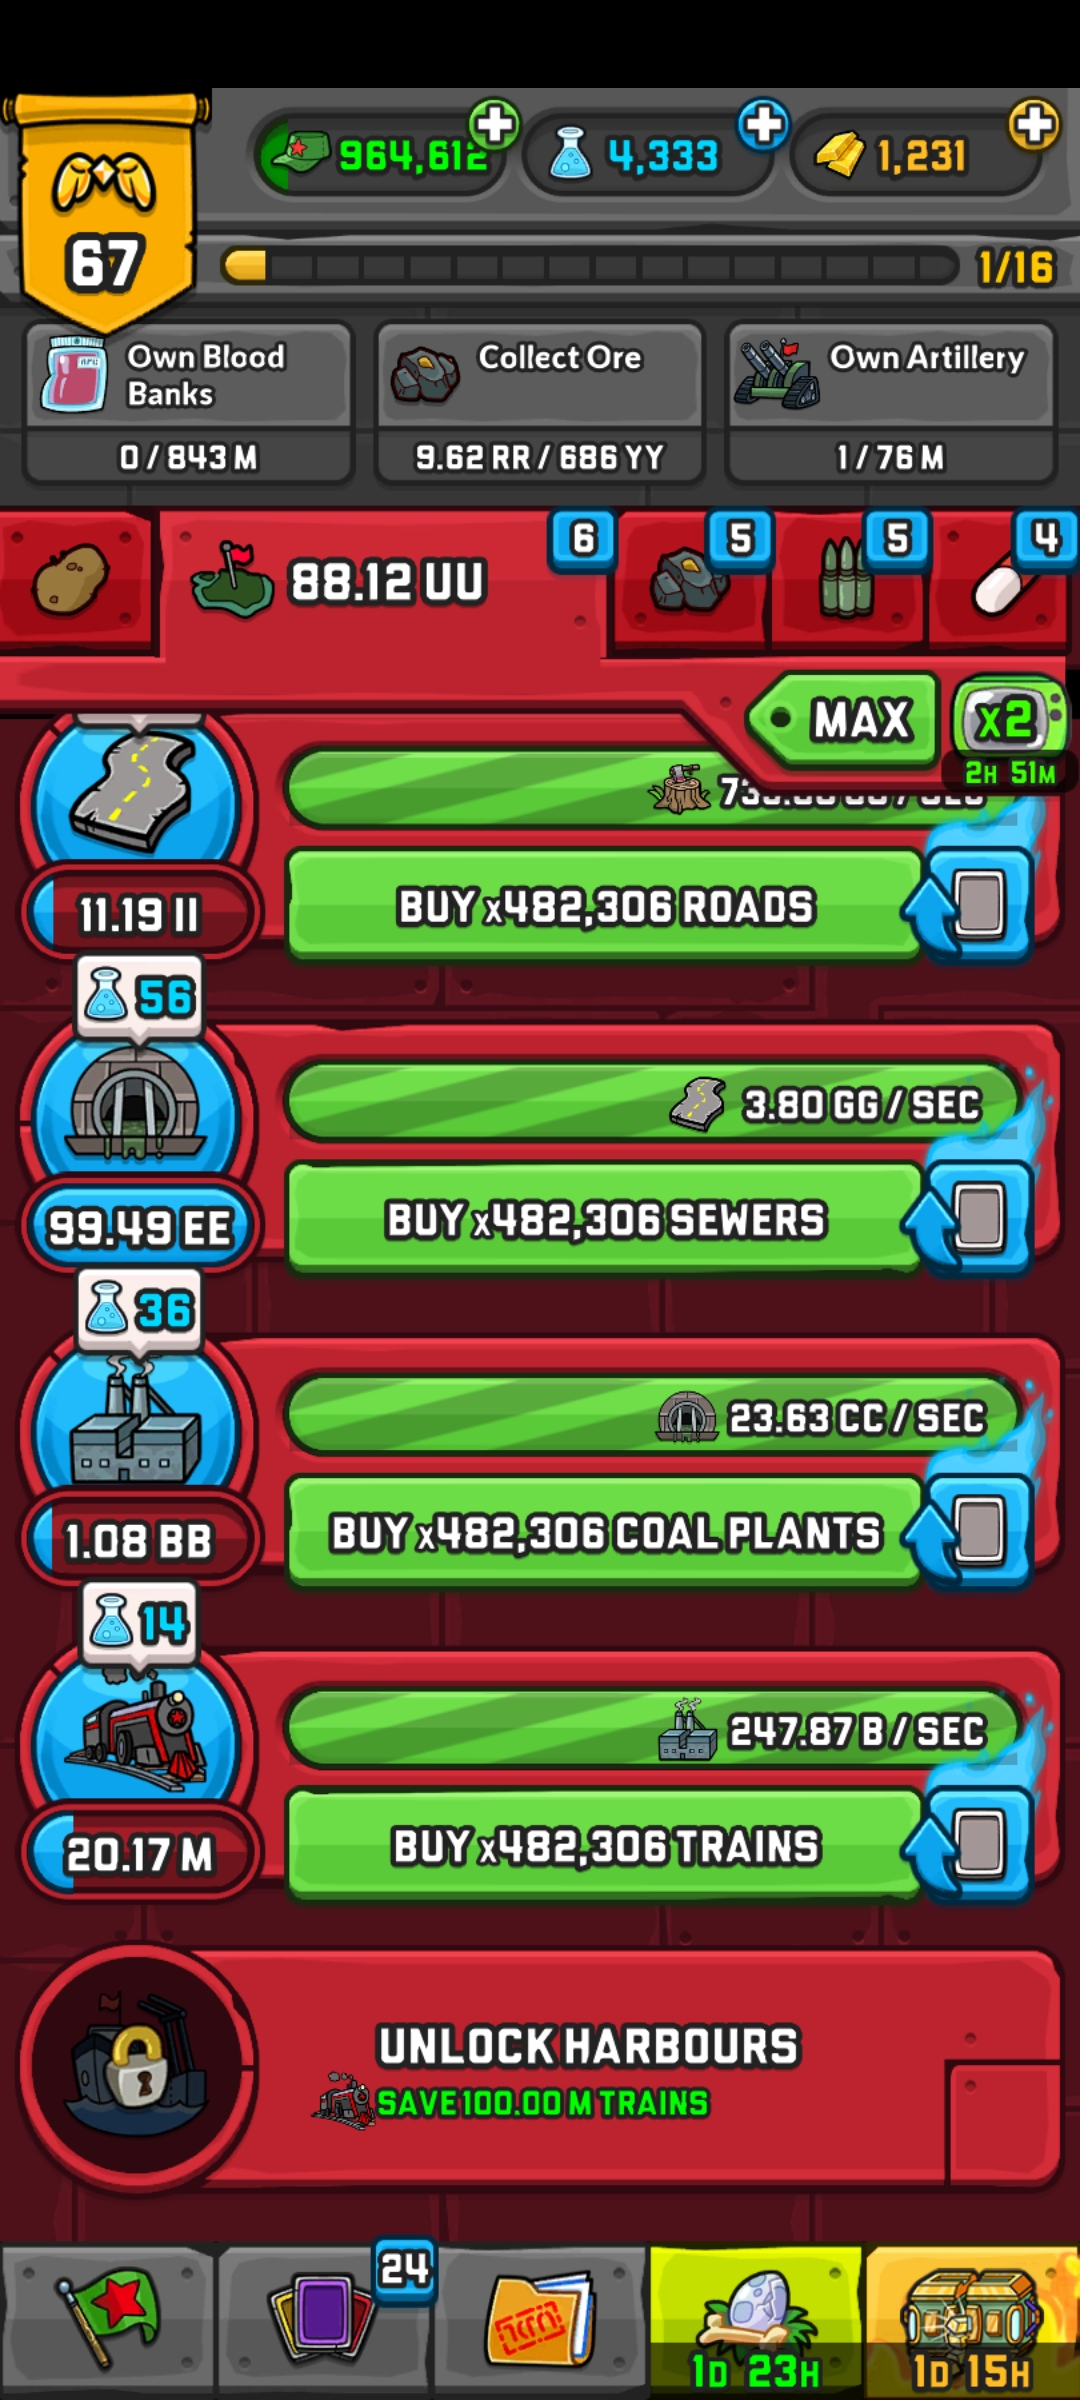 964,612
4,333
1,231
67
1/16
Own Blood
Banks
0 / 843 M
Collect Ore
9.62 RR / 686 YY
Own Artillery
1 / 76 M
88.12 UU
6
5
5
4
MAX
x2
2H 51M
/ SEC
11.19 II
BUY x482,306 ROADS
56
3.80 GG / SEC
99.49 EE
BUY x482,306 SEWERS
36
23.63 CC / SEC
1.08 BB
BUY x482,306 COAL PLANTS
14
247.87 B / SEC
20.17 M
BUY x482,306 TRAINS
UNLOCK HARBOURS
SAVE 100.00 M TRAINS
24
1D 23H
1D 15H